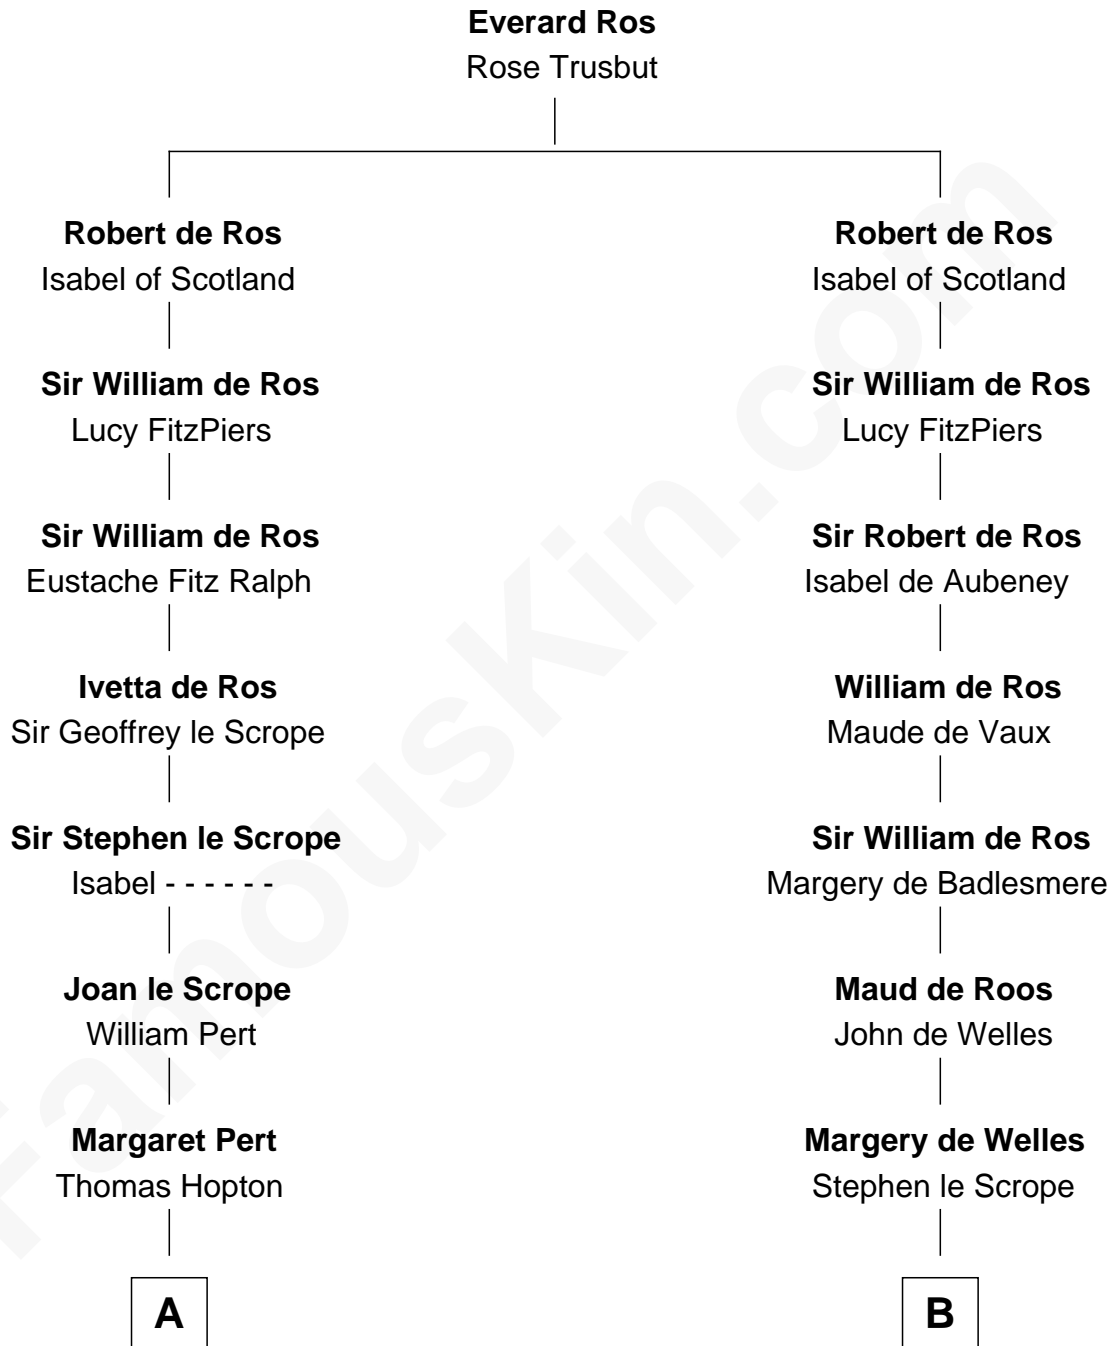 Everard Ros
Rose Trusbut
Robert de Ros
Isabel of Scotland
Sir William de Ros
Lucy FitzPiers
Sir William de Ros
Eustache Fitz Ralph
Ivetta de Ros
Sir Geoffrey le Scrope
Sir Stephen le Scrope
Isabel - - - - - -
Joan le Scrope
William Pert
Margaret Pert
Thomas Hopton
A
Robert de Ros
Isabel of Scotland
Sir William de Ros
Lucy FitzPiers
Sir Robert de Ros
Isabel de Aubeney
William de Ros
Maude de Vaux
Sir William de Ros
Margery de Badlesmere
Maud de Roos
John de Welles
Margery de Welles
Stephen le Scrope
B
FamousKin.com